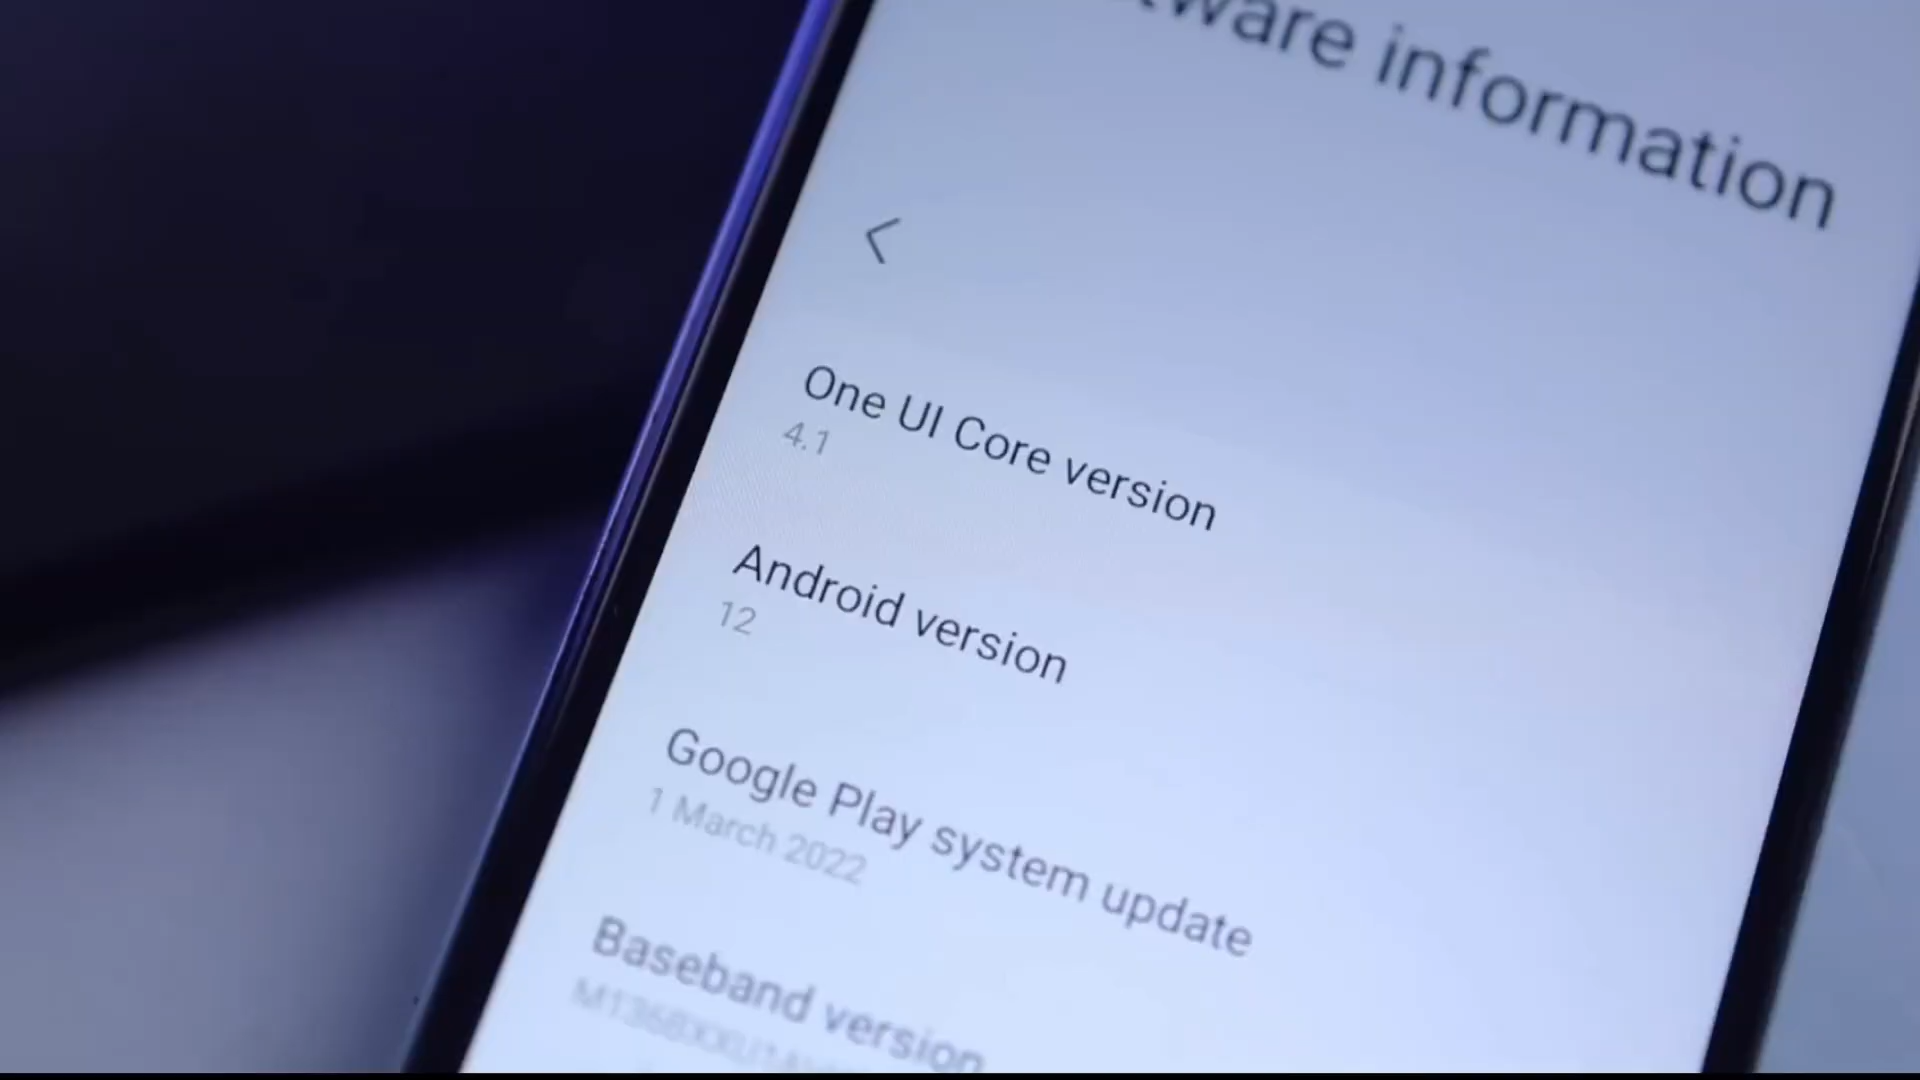 information
One UI Core version
4.1
Android version
12
Google Play system update
1 March 2022
Baseband version